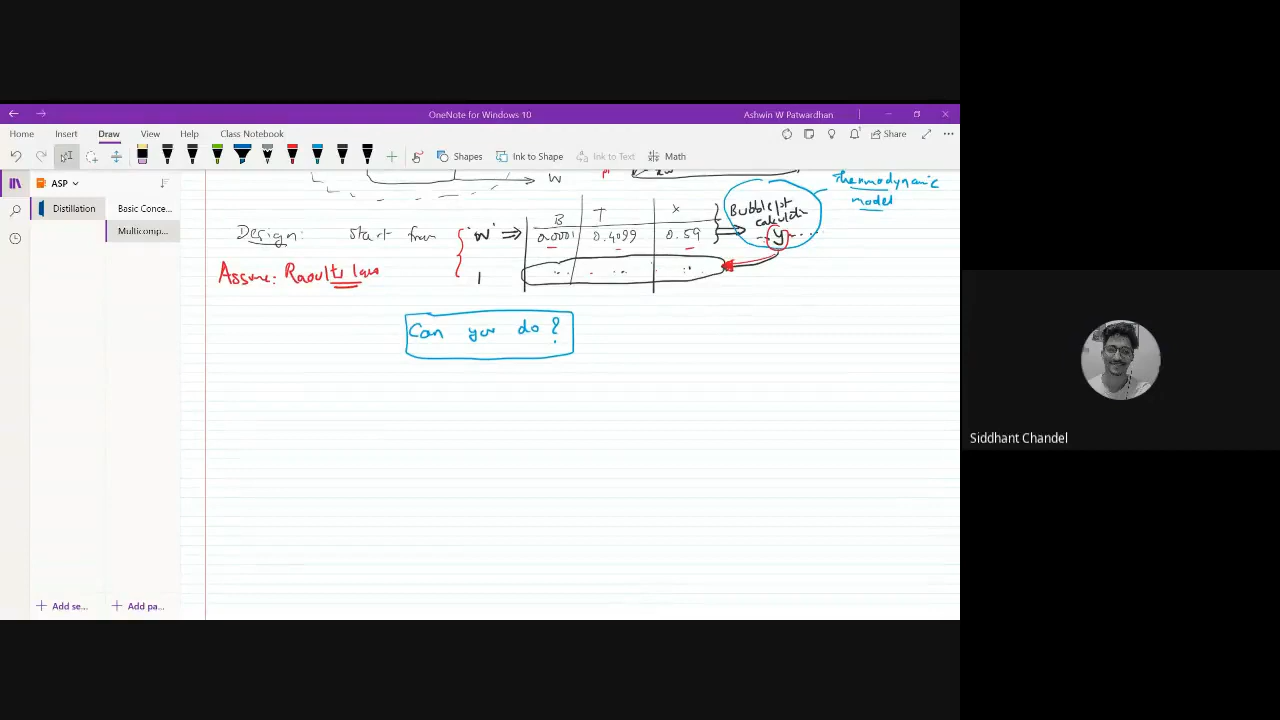 OneNote for Windows 10
Ashwin W Patwardhan
Home Insert Draw View Help Class Notebook
Share
Shapes
Ink to Shape
Ink to Text
Math
ASP
Distillation
Basic Conce...
Multicomp...
W
thermodynamic
model
Bubble pt
calculation
y
B T x
Design: Start from 'W' ⇒ 0.0001 0.4099 0.59
Assume: Raoult's law
1
Can you do?
Siddhant Chandel
Add se...
Add pa...